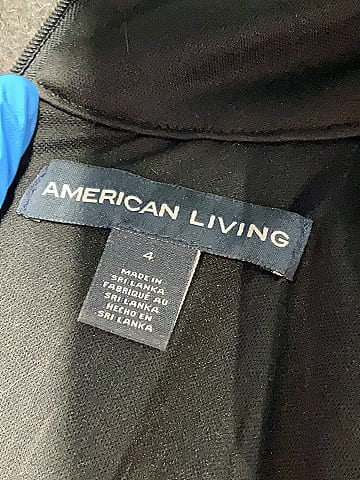 AMERICAN LIVING
4
MADE IN
SRI LANKA
FABRIQUÉ AU
SRI LANKA
HECHO EN
SRI LANKA